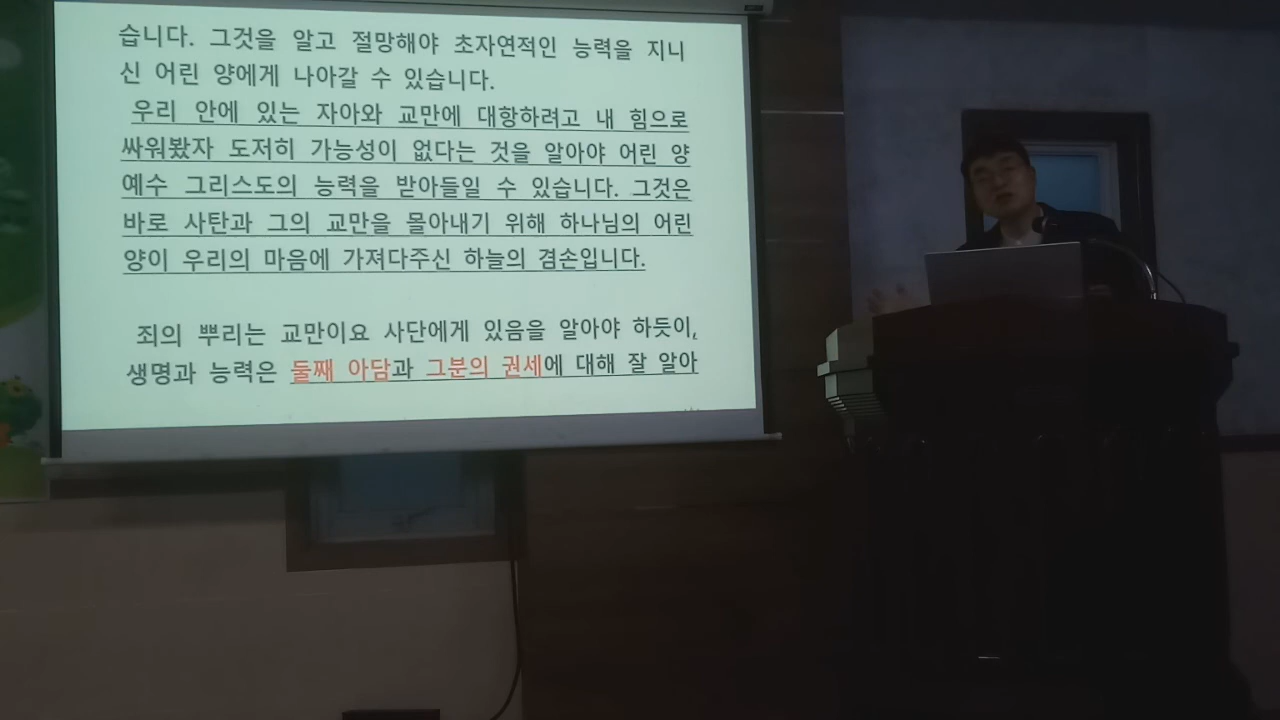 습니다. 그것을 알고 절망해야 초자연적인 능력을 지니
신 어린 양에게 나아갈 수 있습니다.
우리 안에 있는 자아와 교만에 대항하려고 내 힘으로
싸워봤자 도저히 가능성이 없다는 것을 알아야 어린 양
예수 그리스도의 능력을 받아들일 수 있습니다. 그것은
바로 사탄과 그의 교만을 몰아내기 위해 하나님의 어린
양이 우리의 마음에 가져다주신 하늘의 겸손입니다.
죄의 뿌리는 교만이요 사단에게 있음을 알아야 하듯이,
생명과 능력은 둘째 아담과 그분의 권세에 대해 잘 알아